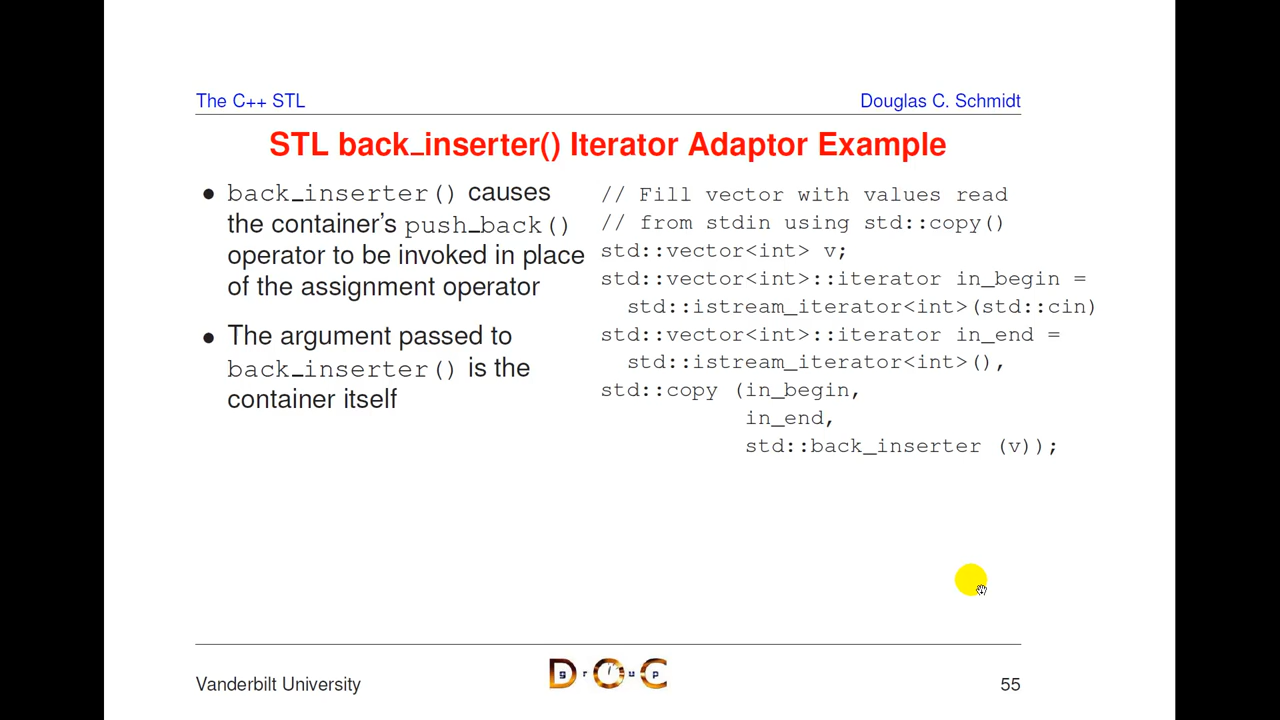 The C++ STL
Douglas C. Schmidt
STL back_inserter() Iterator Adaptor Example
• back_inserter() causes
the container's push_back()
operator to be invoked in place
of the assignment operator
• The argument passed to
back_inserter() is the
container itself
// Fill vector with values read
// from stdin using std::copy()
std::vector<int> v;
std::vector<int>::iterator in_begin =
std::istream_iterator<int>(std::cin)
std::vector<int>::iterator in_end =
std::istream_iterator<int>(),
std::copy (in_begin,
in_end,
std::back_inserter (v));
Vanderbilt University
D·O·C
group
55